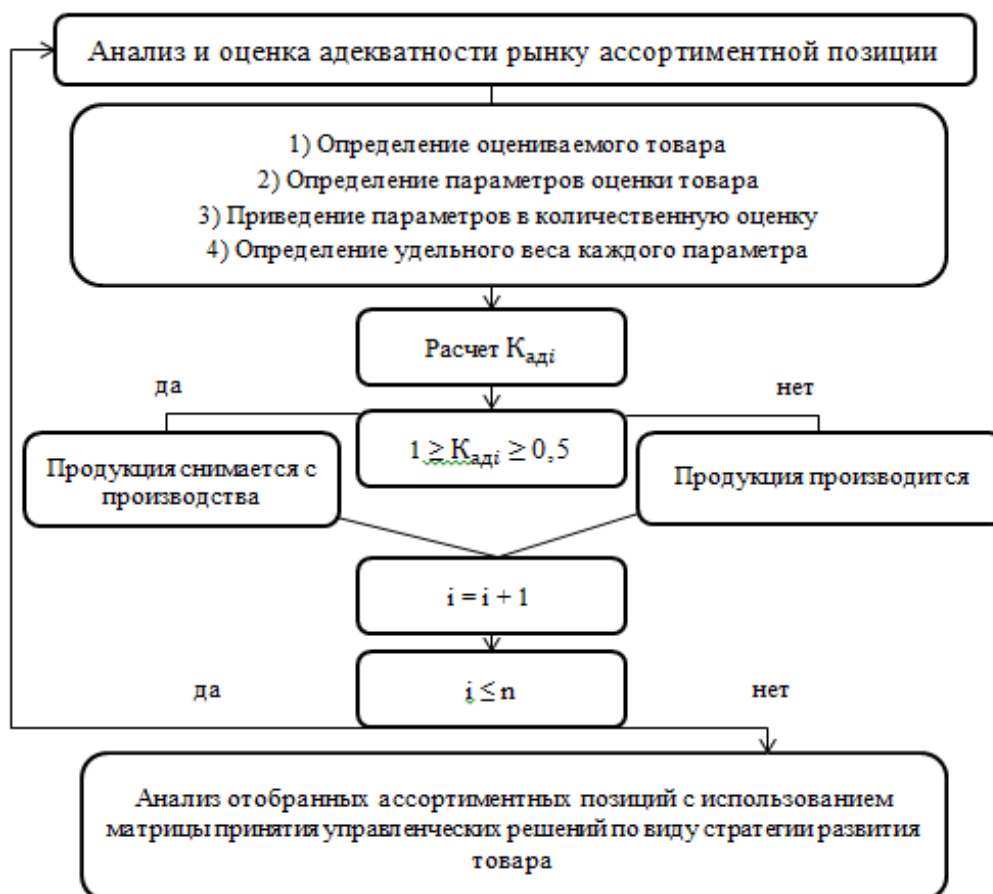 Анализ и оценка адекватности рынку ассортиментной позиции
1) Определение оцениваемого товара
2) Определение параметров оценки товара
3) Приведение параметров в количественную оценку
4) Определение удельного веса каждого параметра
Расчет Kадi
да
нет
1 ≥ Kадi ≥ 0,5
Продукция снимается с
производства
Продукция производится
i = i + 1
да
нет
i ≤ n
Анализ отобранных ассортиментных позиций с использованием
матрицы принятия управленческих решений по виду стратегии развития
товара